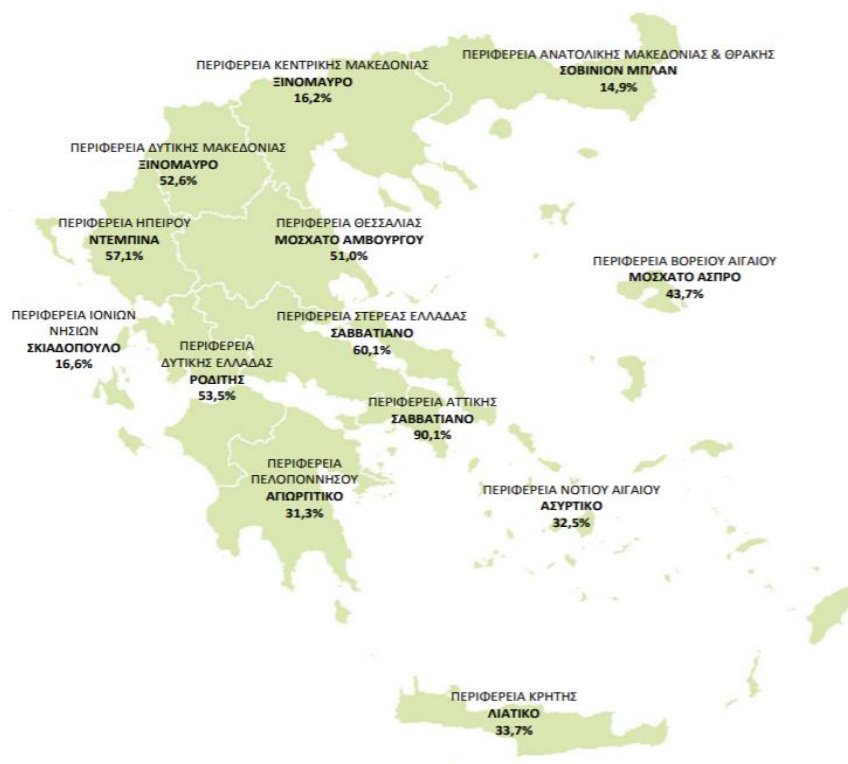 ΠΕΡΙΦΕΡΕΙΑ ΚΕΝΤΡΙΚΗΣ ΜΑΚΕΔΟΝΙΑΣ
ΞΙΝΟΜΑΥΡΟ
16,2%
ΠΕΡΙΦΕΡΕΙΑ ΑΝΑΤΟΛΙΚΗΣ ΜΑΚΕΔΟΝΙΑΣ & ΘΡΑΚΗΣ
ΣΟΒΙΝΙΟΝ ΜΠΛΑΝ
14,9%
ΠΕΡΙΦΕΡΕΙΑ ΔΥΤΙΚΗΣ ΜΑΚΕΔΟΝΙΑΣ
ΞΙΝΟΜΑΥΡΟ
52,6%
ΠΕΡΙΦΕΡΕΙΑ ΗΠΕΙΡΟΥ
ΝΤΕΜΠΙΝΑ
57,1%
ΠΕΡΙΦΕΡΕΙΑ ΘΕΣΣΑΛΙΑΣ
ΜΟΣΧΑΤΟ ΑΜΒΟΥΡΓΟΥ
51,0%
ΠΕΡΙΦΕΡΕΙΑ ΒΟΡΕΙΟΥ ΑΙΓΑΙΟΥ
ΜΟΣΧΑΤΟ ΑΣΠΡΟ
43,7%
ΠΕΡΙΦΕΡΕΙΑ ΙΟΝΙΩΝ
ΝΗΣΙΩΝ
ΣΚΙΑΔΟΠΟΥΛΟ
16,6%
ΠΕΡΙΦΕΡΕΙΑ
ΔΥΤΙΚΗΣ ΕΛΛΑΔΑΣ
ΡΟΔΙΤΗΣ
53,5%
ΠΕΡΙΦΕΡΕΙΑ ΣΤΕΡΕΑΣ ΕΛΛΑΔΑΣ
ΣΑΒΒΑΤΙΑΝΟ
60,1%
ΠΕΡΙΦΕΡΕΙΑ ΑΤΤΙΚΗΣ
ΣΑΒΒΑΤΙΑΝΟ
90,1%
ΠΕΡΙΦΕΡΕΙΑ
ΠΕΛΟΠΟΝΝΗΣΟΥ
ΑΓΙΩΡΓΙΤΙΚΟ
31,3%
ΠΕΡΙΦΕΡΕΙΑ ΝΟΤΙΟΥ ΑΙΓΑΙΟΥ
ΑΣΥΡΤΙΚΟ
32,5%
ΠΕΡΙΦΕΡΕΙΑ ΚΡΗΤΗΣ
ΛΙΑΤΙΚΟ
33,7%